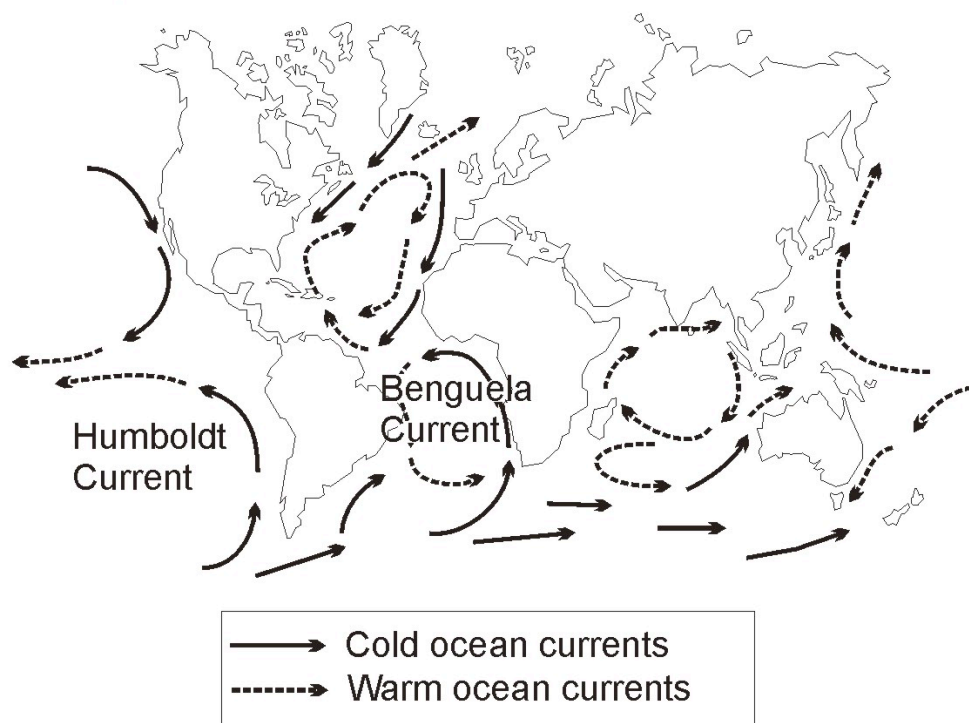 Benguela
Current
Humboldt
Current
Cold ocean currents
Warm ocean currents